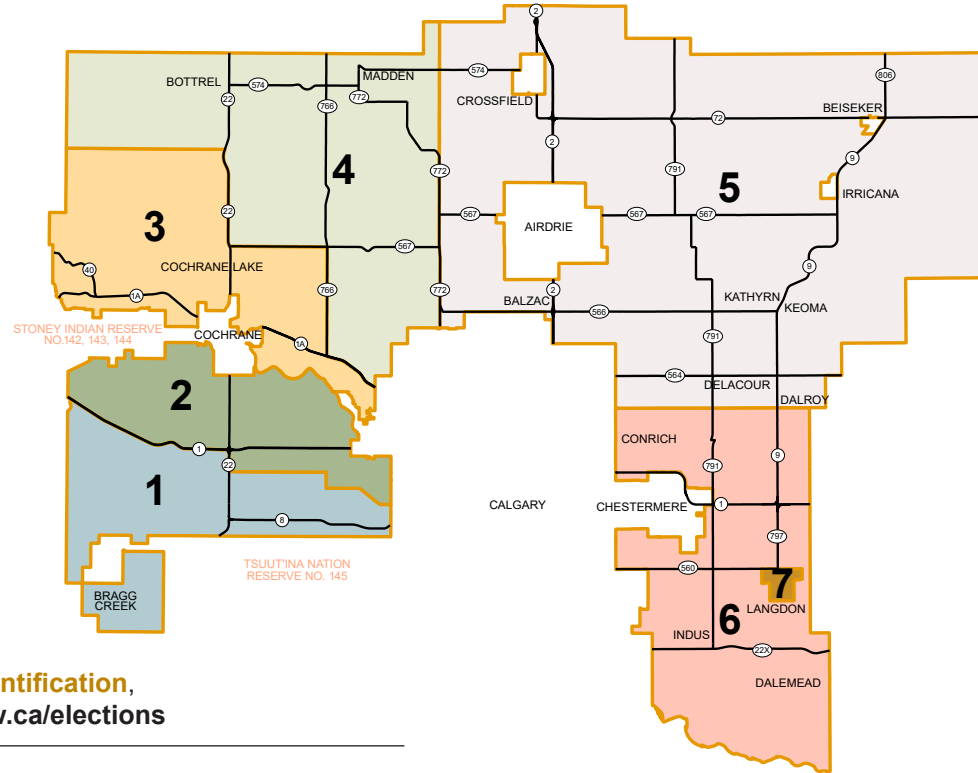 2
BOTTREL
574
MADDEN
574
806
22
766
772
CROSSFIELD
BEISEKER
72
2
9
4
772
791
5
IRRICANA
3
22
567
567
567
AIRDRIE
567
COCHRANE LAKE
40
9
1A
766
772
2
KATHYRN
BALZAC
566
KEOMA
STONEY INDIAN RESERVE
NO.142, 143, 144
COCHRANE
1A
791
564
DELACOUR
2
DALROY
CONRICH
1
22
791
9
1
CALGARY
CHESTERMERE
1
8
797
TSUUT'INA NATION
RESERVE NO. 145
560
7
BRAGG
CREEK
LANGDON
6
INDUS
22X
DALEMEAD
ntification,
v.ca/elections